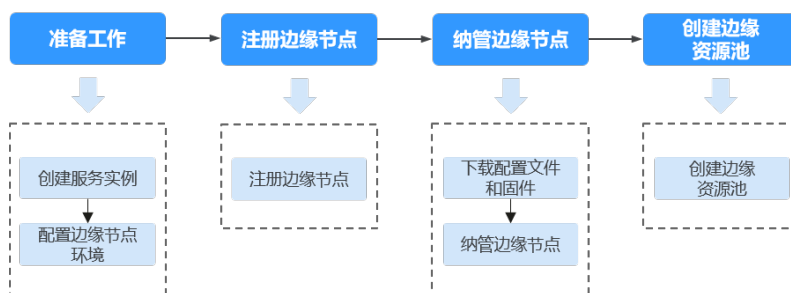 准备工作
注册边缘节点
纳管边缘节点
创建边缘
资源池
创建服务实例
配置边缘节点
环境
注册边缘节点
下载配置文件
和固件
纳管边缘节点
创建边缘
资源池